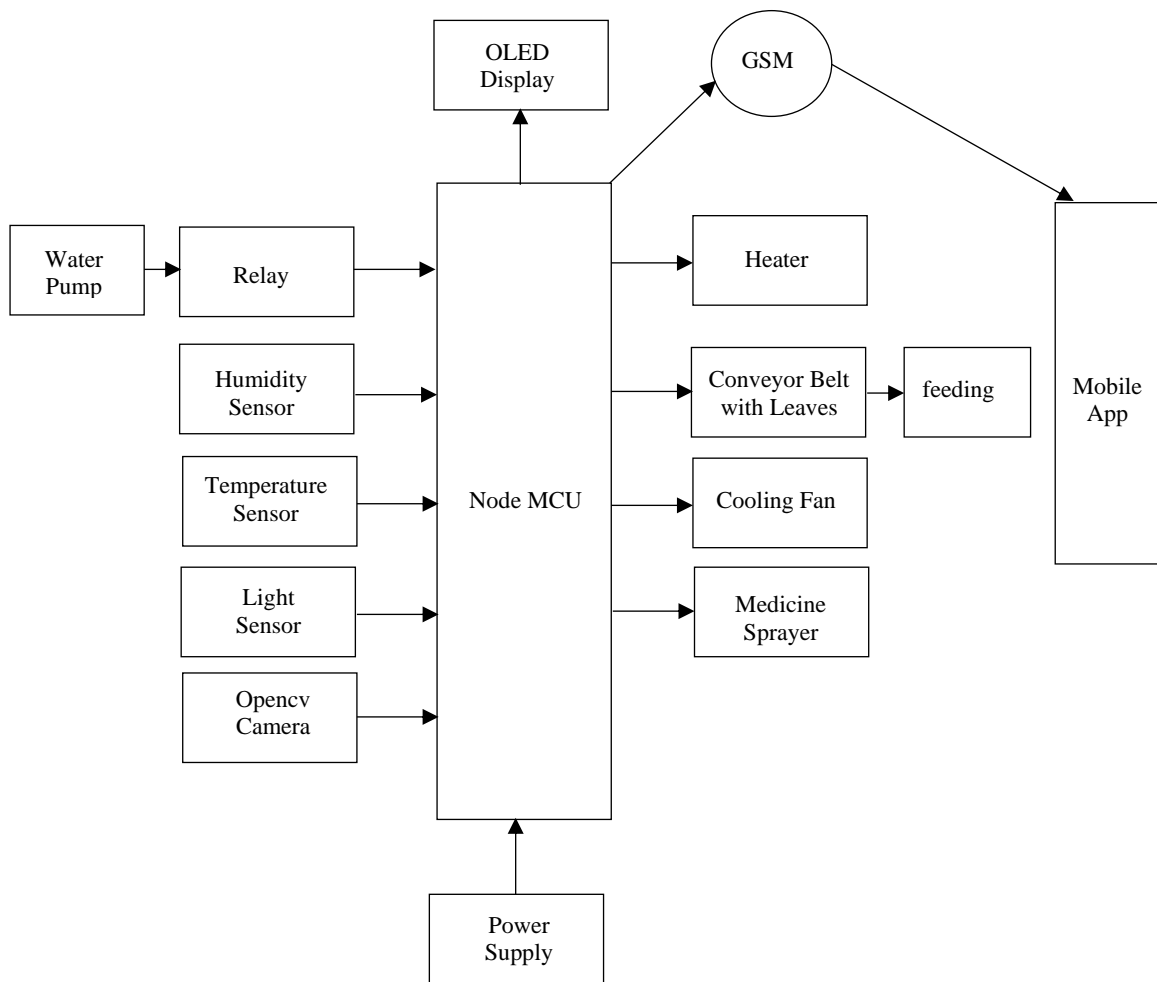 OLED
Display
GSM
Water
Pump
Relay
Heater
Humidity
Sensor
Conveyor Belt
with Leaves
feeding
Mobile
App
Temperature
Sensor
Node MCU
Cooling Fan
Light
Sensor
Medicine
Sprayer
Opencv
Camera
Power
Supply